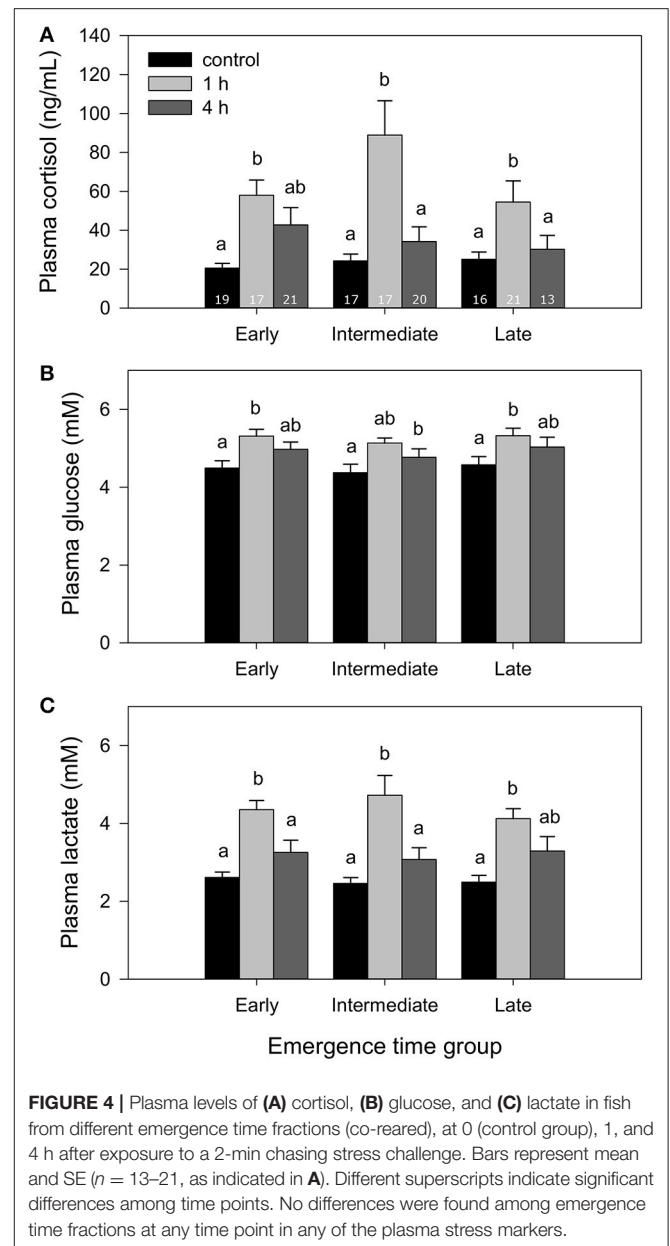 A
140
120
100
80
60
40
20
0
Plasma cortisol (ng/mL)
control
1 h
4 h
a b ab
a b a
a b a
19 17 21 17 17 20 16 21 13
Early Intermediate Late
B
6
4
2
0
Plasma glucose (mM)
a b ab
a ab b
a b ab
Early Intermediate Late
C
6
4
2
0
Plasma lactate (mM)
a b a
a b a
a b ab
Early Intermediate Late
Emergence time group
FIGURE 4 | Plasma levels of (A) cortisol, (B) glucose, and (C) lactate in fish
from different emergence time fractions (co-reared), at 0 (control group), 1, and
4 h after exposure to a 2-min chasing stress challenge. Bars represent mean
and SE (n = 13–21, as indicated in A). Different superscripts indicate significant
differences among time points. No differences were found among emergence
time fractions at any time point in any of the plasma stress markers.